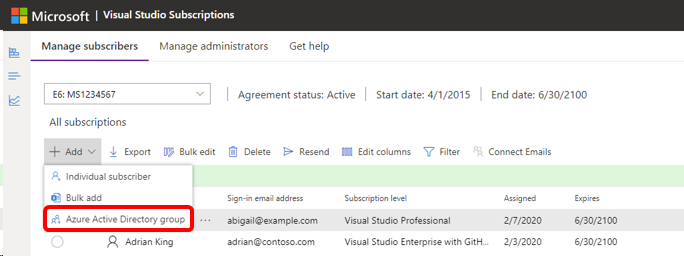 Microsoft Visual Studio Subscriptions
Manage subscribers Manage administrators Get help
E6: MS1234567 Agreement status: Active Start date: 4/1/2015 End date: 6/30/2100
All subscriptions
Add Export Bulk edit Delete Resend Edit columns Filter Connect Emails
Individual subscriber
Bulk add Sign-in email address Subscription level Assigned Expires
Azure Active Directory group ... abigail@example.com Visual Studio Professional 2/7/2020 6/30/2100
Adrian King adrian@contoso.com Visual Studio Enterprise with GitH... 2/3/2020 6/30/2100